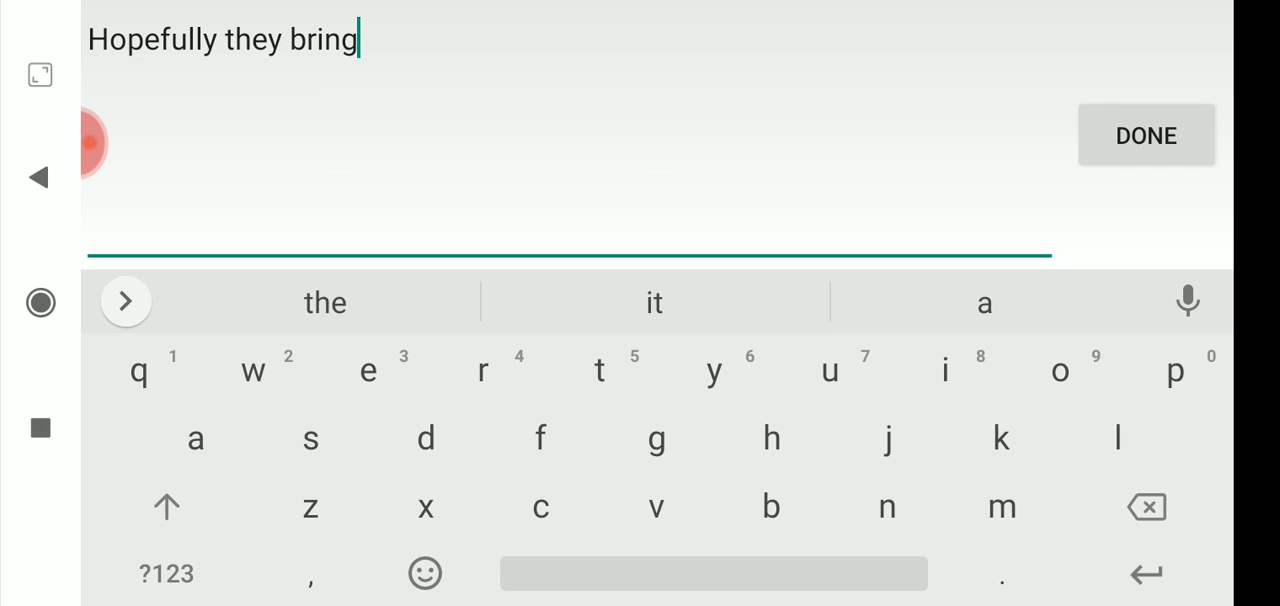 Hopefully they bring
DONE
the it a
q 1 w 2 e 3 r 4 t 5 y 6 u 7 i 8 o 9 p 0
a s d f g h j k l
z x c v b n m
?123 , .